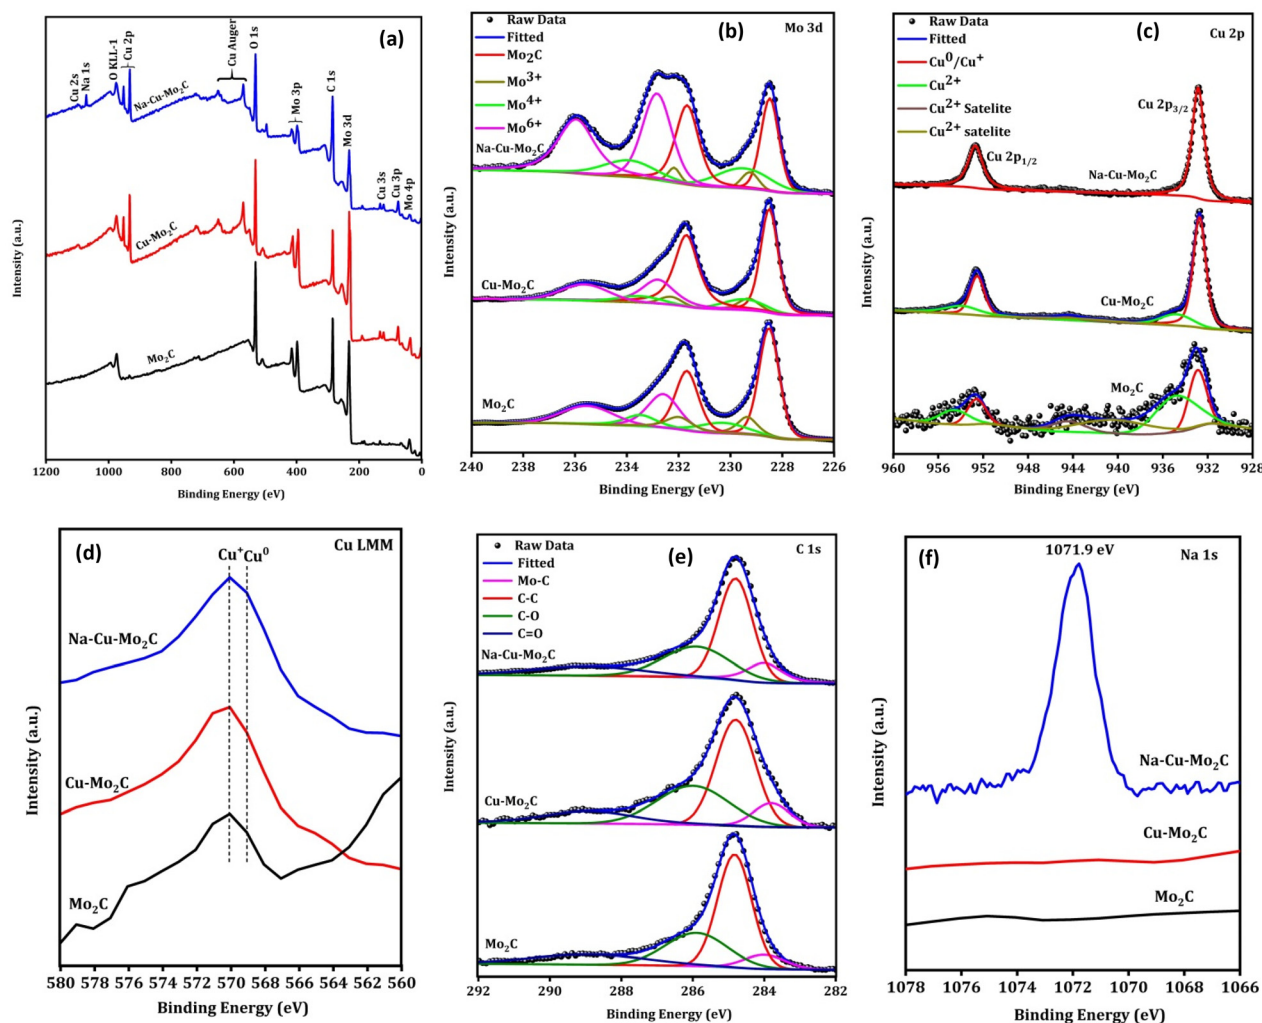 (a)
Cu 2s
Na 1s
O KLL-1
Cu 2p
Cu Auger
O 1s
Mo 3p
C 1s
Mo 3d
Cu 3s
Cu 3p
Mo 4p
Na-Cu-Mo₂C
Cu-Mo₂C
Mo₂C
Intensity (a.u.)
1200 1000 800 600 400 200 0
Binding Energy (eV)
(b)
Mo 3d
Raw Data
Fitted
Mo₂C
Mo³⁺
Mo⁴⁺
Mo⁶⁺
Na-Cu-Mo₂C
Cu-Mo₂C
Mo₂C
Intensity (a.u.)
240 238 236 234 232 230 228 226
Binding Energy (eV)
(c)
Cu 2p
Raw Data
Fitted
Cu⁰/Cu⁺
Cu²⁺
Cu²⁺ Satelite
Cu²⁺ satelite
Cu 2p₃/₂
Cu 2p₁/₂
Na-Cu-Mo₂C
Cu-Mo₂C
Mo₂C
Intensity (a.u.)
960 956 952 948 944 940 936 932 928
Binding Energy (eV)
(d)
Cu LMM
Cu⁺Cu⁰
Na-Cu-Mo₂C
Cu-Mo₂C
Mo₂C
Intensity (a.u.)
580 578 576 574 572 570 568 566 564 562 560
Binding Energy (eV)
(e)
C 1s
Raw Data
Fitted
Mo-C
C-C
C-O
C=O
Na-Cu-Mo₂C
Cu-Mo₂C
Mo₂C
Intensity (a.u.)
292 290 288 286 284 282
Binding Energy (eV)
(f)
Na 1s
1071.9 eV
Na-Cu-Mo₂C
Cu-Mo₂C
Mo₂C
Intensity (a.u.)
1078 1076 1074 1072 1070 1068 1066
Binding Energy (eV)